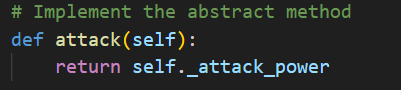 # Implement the abstract method
def attack(self):
    return self._attack_power